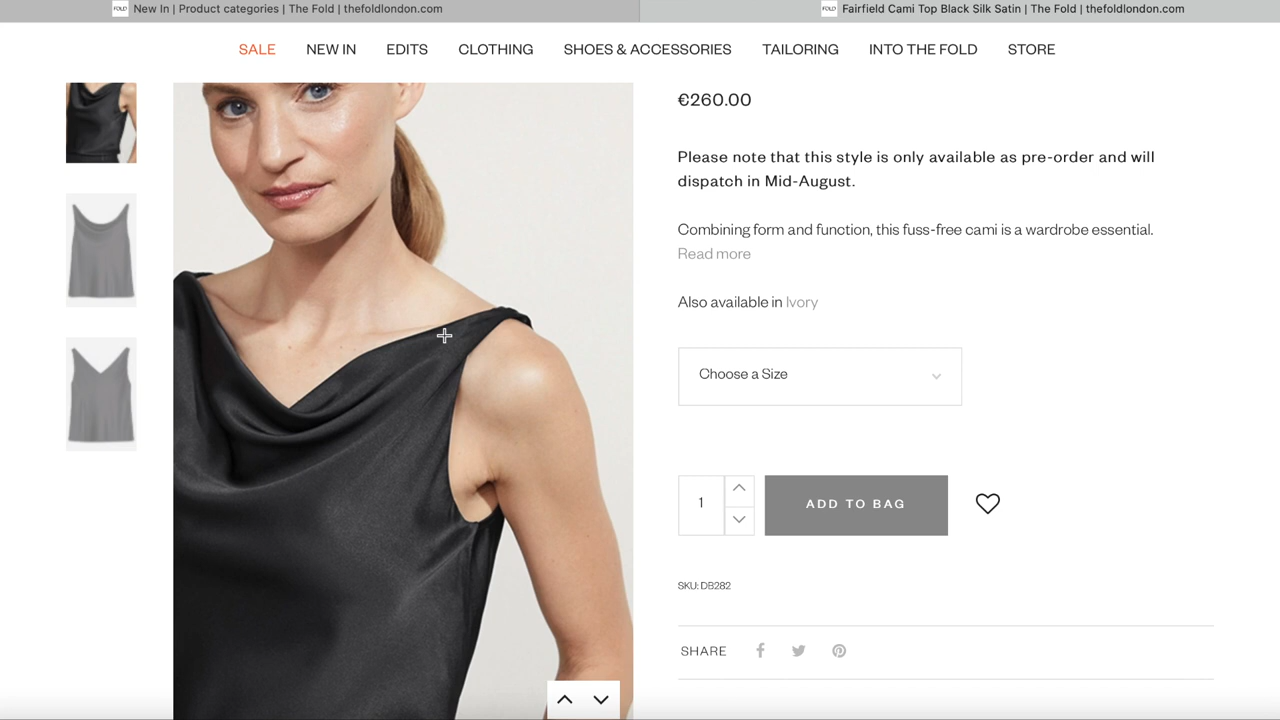 New In | Product categories | The Fold | thefoldlondon.com
Fairfield Cami Top Black Silk Satin | The Fold | thefoldlondon.com
SALE NEW IN EDITS CLOTHING SHOES & ACCESSORIES TAILORING INTO THE FOLD STORE
€260.00
Please note that this style is only available as pre-order and will
dispatch in Mid-August.
Combining form and function, this fuss-free cami is a wardrobe essential.
Read more
Also available in Ivory
Choose a Size
1
ADD TO BAG
SKU: DB282
SHARE